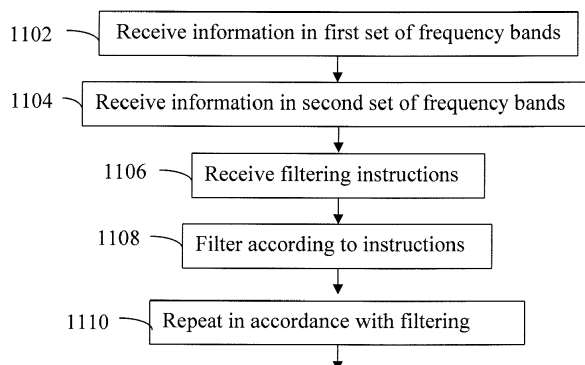 1102 Receive information in first set of frequency bands
1104 Receive information in second set of frequency bands
1106 Receive filtering instructions
1108 Filter according to instructions
1110 Repeat in accordance with filtering